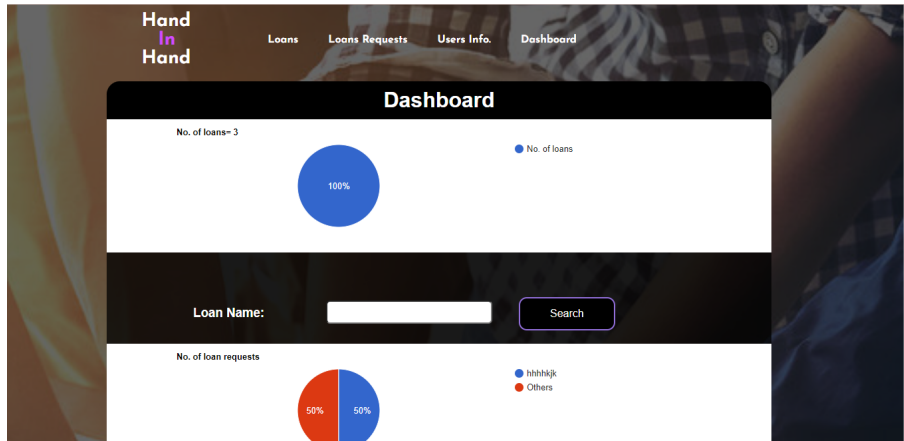 Hand
In
Hand
Loans Loans Requests Users Info. Dashboard
Dashboard
No. of loans= 3
No. of loans
100%
Loan Name:
Search
No. of loan requests
hhhhkjk
Others
50% 50%